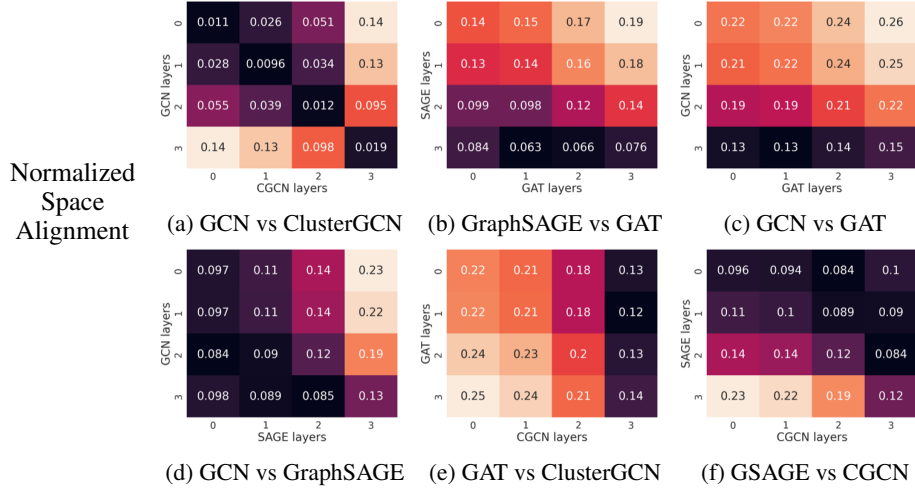 Normalized
Space
Alignment
GCN layers
0 0.011 0.026 0.051 0.14
1 0.028 0.0096 0.034 0.13
2 0.055 0.039 0.012 0.095
3 0.14 0.13 0.098 0.019
0 1 2 3
CGCN layers
(a) GCN vs ClusterGCN
SAGE layers
0.14 0.15 0.17 0.19
0.13 0.14 0.16 0.18
0.099 0.098 0.12 0.14
0.084 0.063 0.066 0.076
0 1 2 3
GAT layers
(b) GraphSAGE vs GAT
GCN layers
0 0.22 0.22 0.24 0.26
1 0.21 0.22 0.24 0.25
2 0.19 0.19 0.21 0.22
3 0.13 0.13 0.14 0.15
0 1 2 3
GAT layers
(c) GCN vs GAT
GCN layers
0 0.097 0.11 0.14 0.23
1 0.097 0.11 0.14 0.22
2 0.084 0.09 0.12 0.19
3 0.098 0.089 0.085 0.13
0 1 2 3
SAGE layers
(d) GCN vs GraphSAGE
GAT layers
0 0.22 0.21 0.18 0.13
1 0.22 0.21 0.18 0.12
2 0.24 0.23 0.2 0.13
3 0.25 0.24 0.21 0.14
0 1 2 3
CGCN layers
(e) GAT vs ClusterGCN
SAGE layers
0 0.096 0.094 0.084 0.1
1 0.11 0.1 0.089 0.09
2 0.14 0.14 0.12 0.084
3 0.23 0.22 0.19 0.12
0 1 2 3
CGCN layers
(f) GSAGE vs CGCN